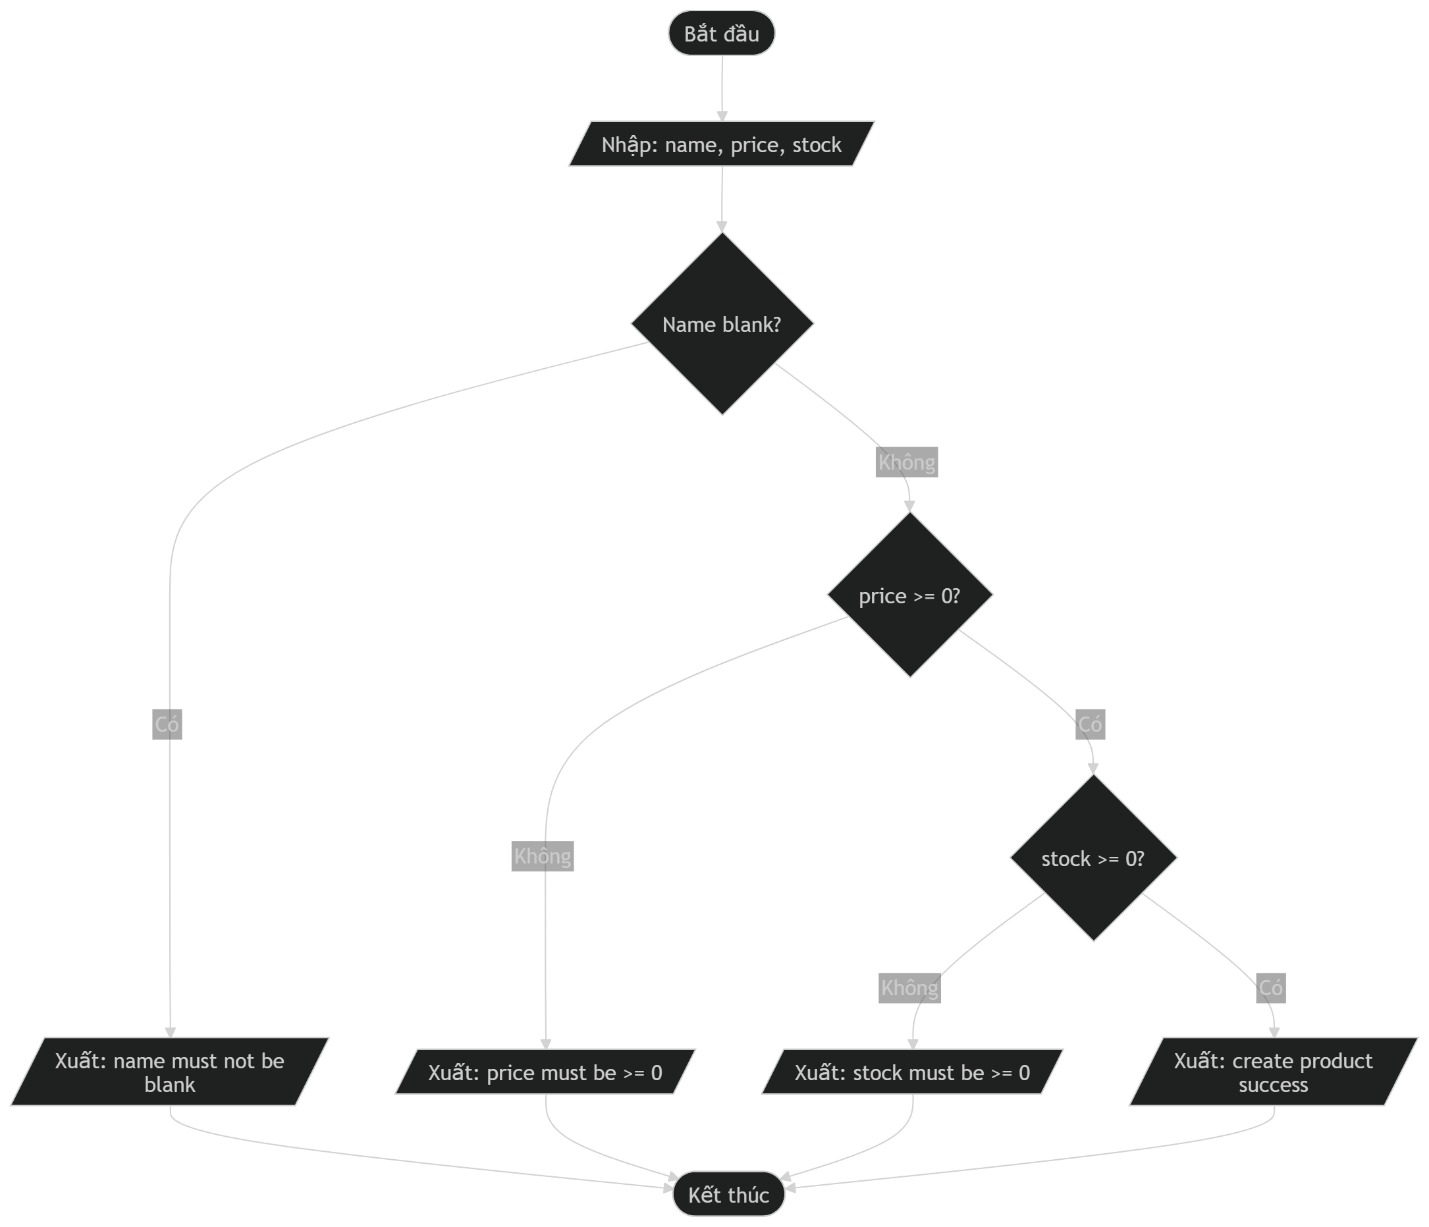 Bắt đầu
Nhập: name, price, stock
Name blank?
Không
price >= 0?
Có
Có
stock >= 0?
Không
Không
Có
Xuất: name must not be
blank
Xuất: price must be >= 0
Xuất: stock must be >= 0
Xuất: create product
success
Kết thúc